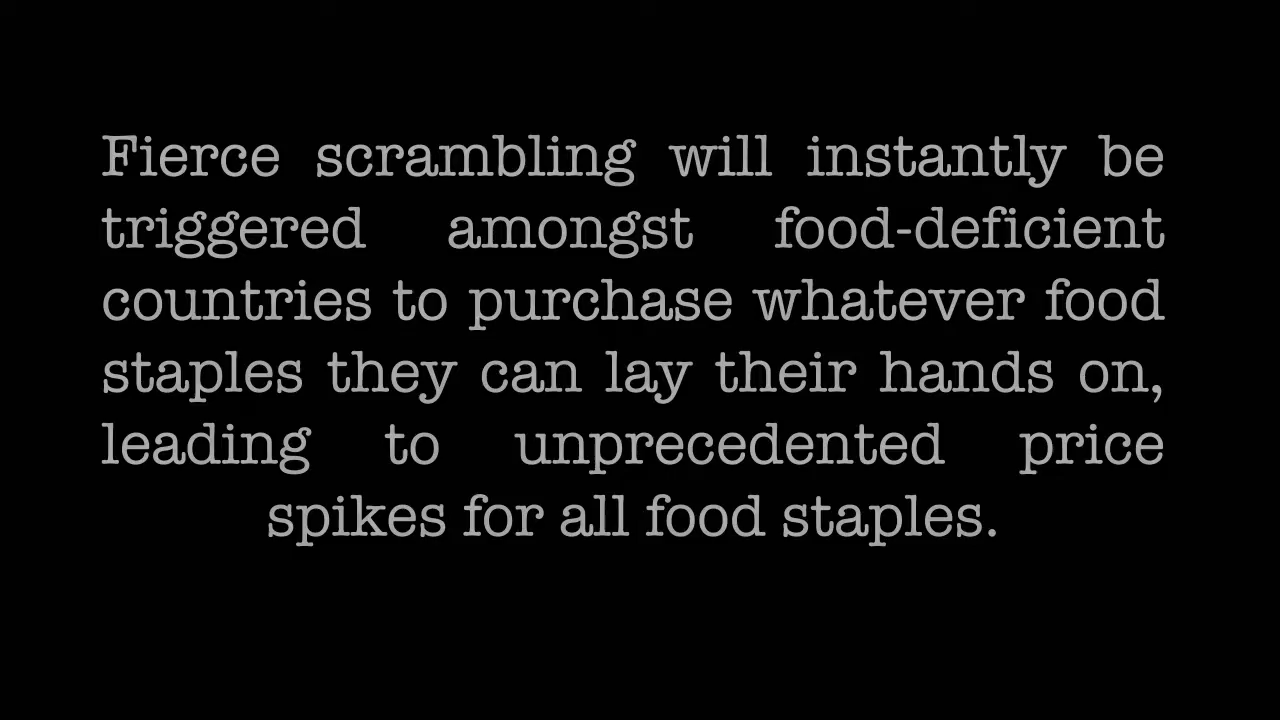 Fierce scrambling will instantly be
triggered amongst food-deficient
countries to purchase whatever food
staples they can lay their hands on,
leading to unprecedented price
spikes for all food staples.